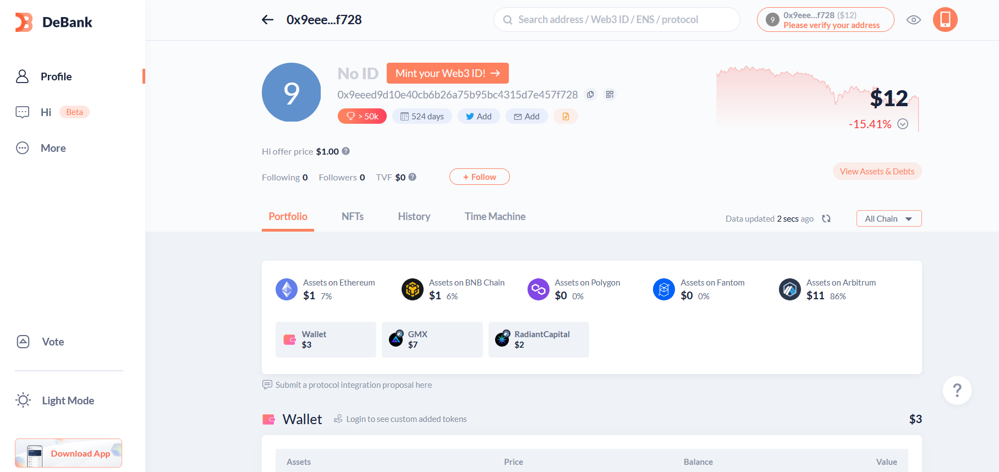 DeBank
0x9eee...f728
Search address / Web3 ID / ENS / protocol
9
0x9eee...f728 ($12)
Please verify your address
Profile
Hi
Beta
More
Vote
Light Mode
Download App
9
No ID
Mint your Web3 ID! →
0x9eeed9d10e40cb6b26a75b95bc4315d7e457f728
> 50k
524 days
Add
Add
$12
-15.41%
Hi offer price $1.00 ?
Following 0
Followers 0
TVF $0 ?
+ Follow
View Assets & Debts
Portfolio
NFTs
History
Time Machine
Data updated 2 secs ago
All Chain
Assets on Ethereum
$1 7%
Assets on BNB Chain
$1 6%
Assets on Polygon
$0 0%
Assets on Fantom
$0 0%
Assets on Arbitrum
$11 86%
Wallet
$3
GMX
$7
RadiantCapital
$2
Submit a protocol integration proposal here
?
Wallet
Login to see custom added tokens
$3
Assets
Price
Balance
Value